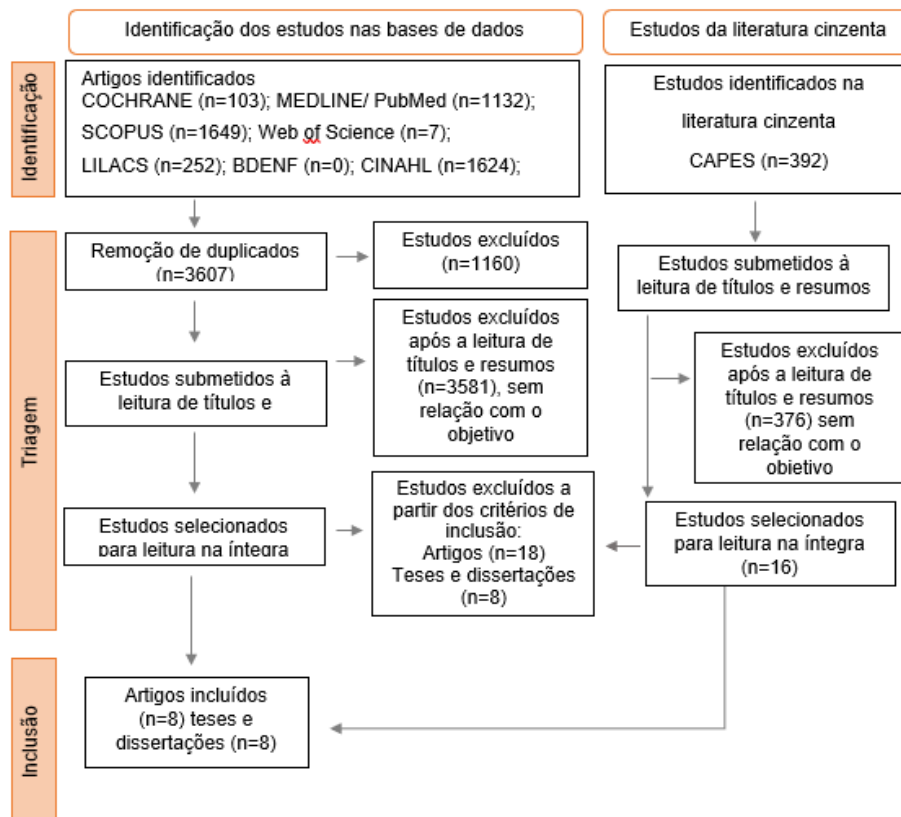 Identificação dos estudos nas bases de dados
Estudos da literatura cinzenta
Identificação
Artigos identificados
COCHRANE (n=103); MEDLINE/ PubMed (n=1132);
SCOPUS (n=1649); Web of Science (n=7);
LILACS (n=252); BDENF (n=0); CINAHL (n=1624);
Estudos identificados na
literatura cinzenta
CAPES (n=392)
Triagem
Remoção de duplicados
(n=3607)
Estudos excluídos
(n=1160)
Estudos submetidos à
leitura de títulos e resumos
Estudos submetidos à
leitura de títulos e
Estudos excluídos
após a leitura de
títulos e resumos
(n=3581), sem
relação com o
objetivo
Estudos excluídos
após a leitura de
títulos e resumos
(n=376) sem
relação com o
objetivo
Estudos selecionados
para leitura na íntegra
Estudos excluídos a
partir dos critérios de
inclusão:
Artigos (n=18)
Teses e dissertações
(n=8)
Estudos selecionados
para leitura na íntegra
(n=16)
Inclusão
Artigos incluídos
(n=8) teses e
dissertações (n=8)